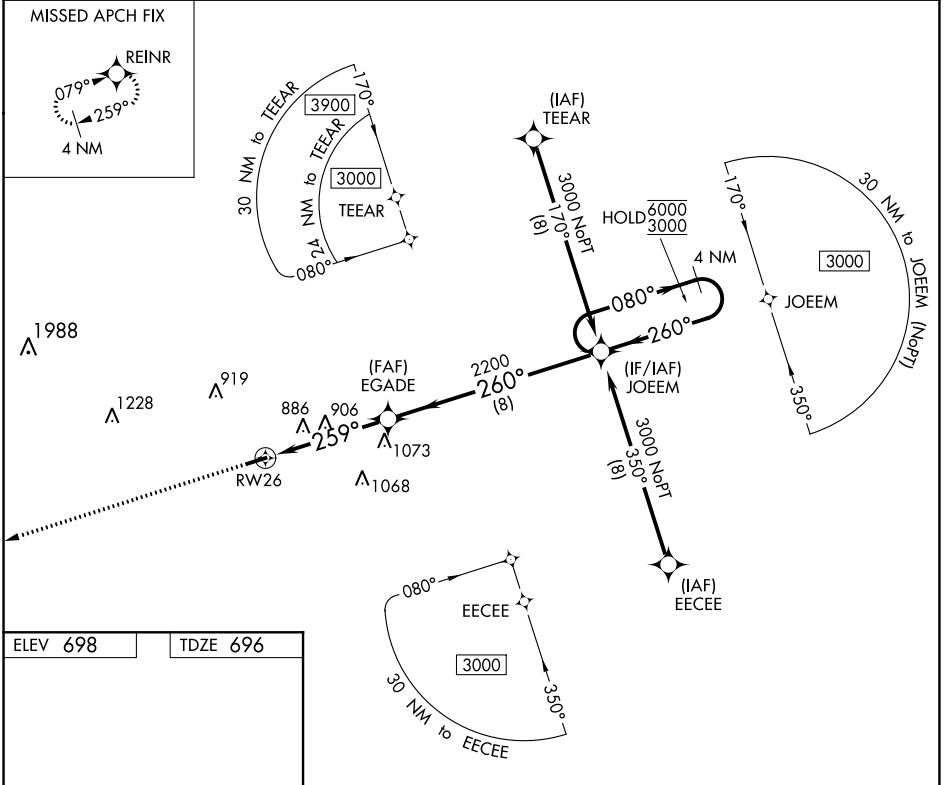 MISSED APCH FIX
REINR
079°
259°
4 NM
30 NM to TEEAR
3900
170°
24 NM to TEEAR
3000
TEEAR
080°
(IAF)
TEEAR
3000 NoPT
170°
(8)
HOLD 6000
3000
4 NM
080°
260°
170°
30 NM to JOEEM (NoPT)
3000
JOEEM
350°
1988
1228
919
886
906
(FAF)
EGADE
2200
260°
(8)
(IF/IAF)
JOEEM
259°
1073
1068
RW26
3000 NoPT
350°
(8)
(IAF)
EECEE
080°
EECEE
3000
350°
30 NM to EECEE
ELEV 698
TDZE 696